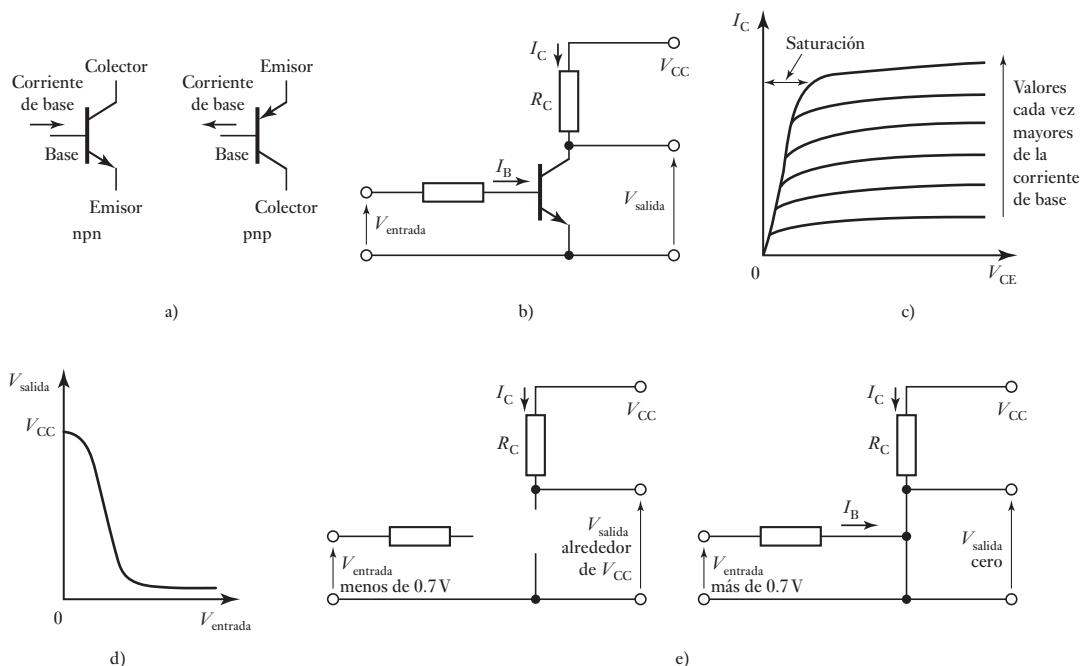 Colector
Corriente
de base
Base
Emisor
npn
Emisor
Corriente
de base
Base
Colector
pnp
a)
I_C
V_CC
R_C
I_B
V_entrada
V_salida
b)
I_C
Saturación
Valores
cada vez
mayores
de la
corriente
de base
0
V_CE
c)
V_salida
V_CC
0
V_entrada
d)
I_C
V_CC
R_C
V_entrada
menos de 0.7 V
V_salida
alrededor
de V_CC
I_C
V_CC
R_C
I_B
V_entrada
más de 0.7 V
V_salida
cero
e)